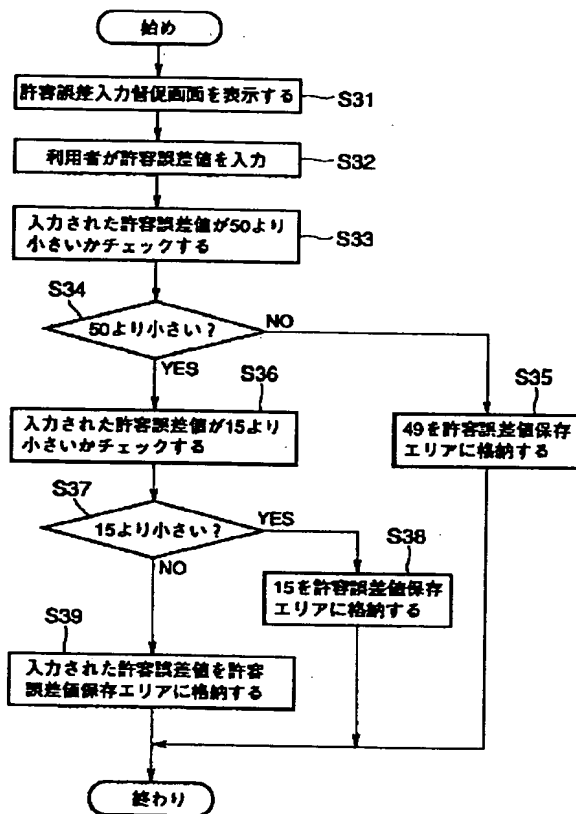 始め
許容誤差入力督促画面を表示する
S31
利用者が許容誤差値を入力
S32
入力された許容誤差値が50より
小さいかチェックする
S33
S34
50より小さい?
NO
YES
S36
S35
入力された許容誤差値が15より
小さいかチェックする
49を許容誤差値保存
エリアに格納する
S37
15より小さい?
YES
NO
S38
15を許容誤差値保存
エリアに格納する
S39
入力された許容誤差値を許容
誤差値保存エリアに格納する
終わり